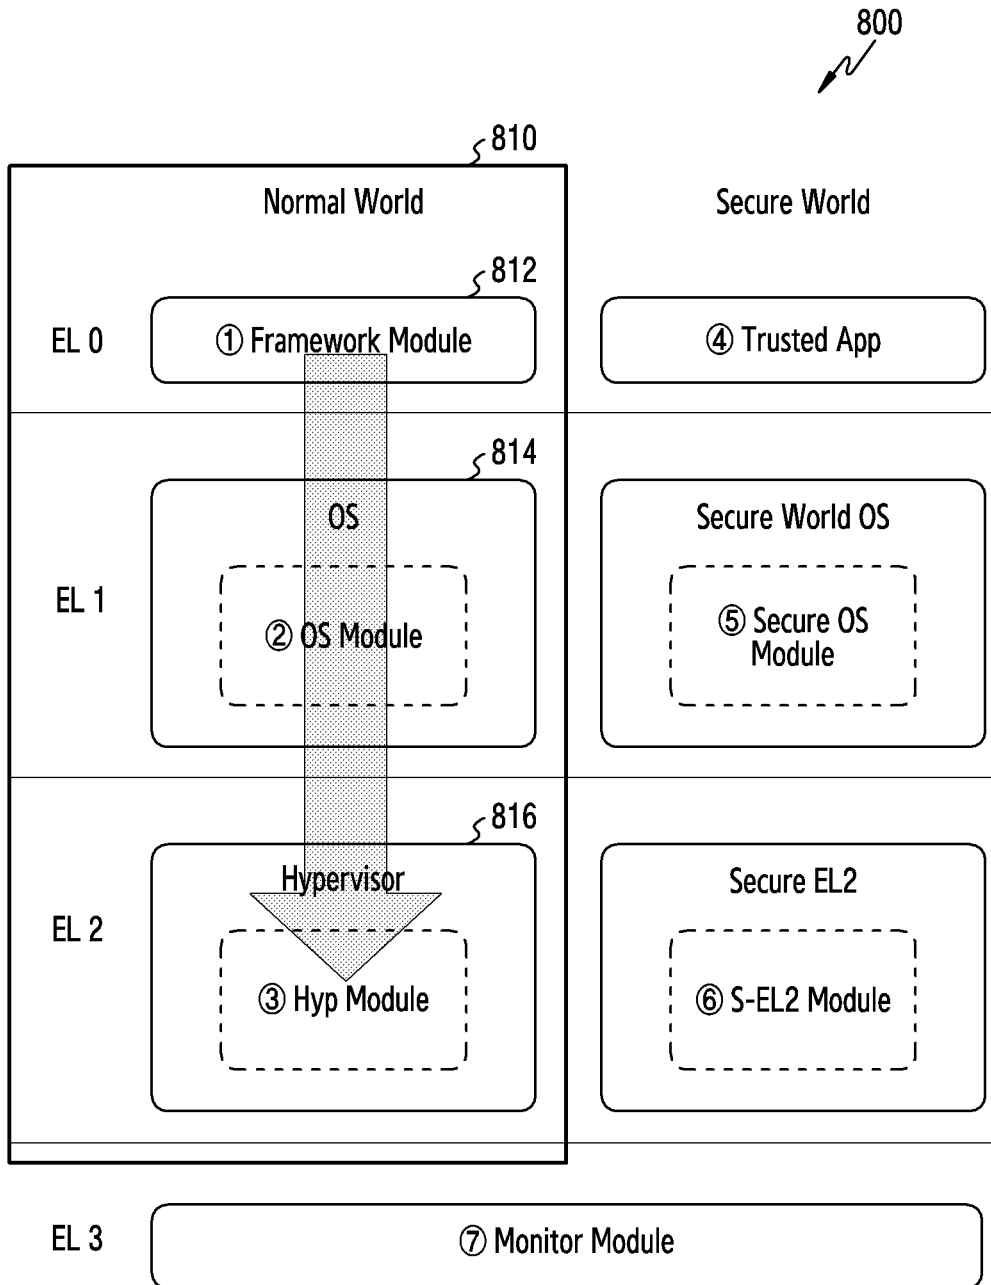 800
810
Normal World
Secure World
812
EL 0
① Framework Module
④ Trusted App
814
OS
Secure World OS
EL 1
② OS Module
⑤ Secure OS
Module
816
Hypervisor
Secure EL2
EL 2
③ Hyp Module
⑥ S-EL2 Module
EL 3
⑦ Monitor Module